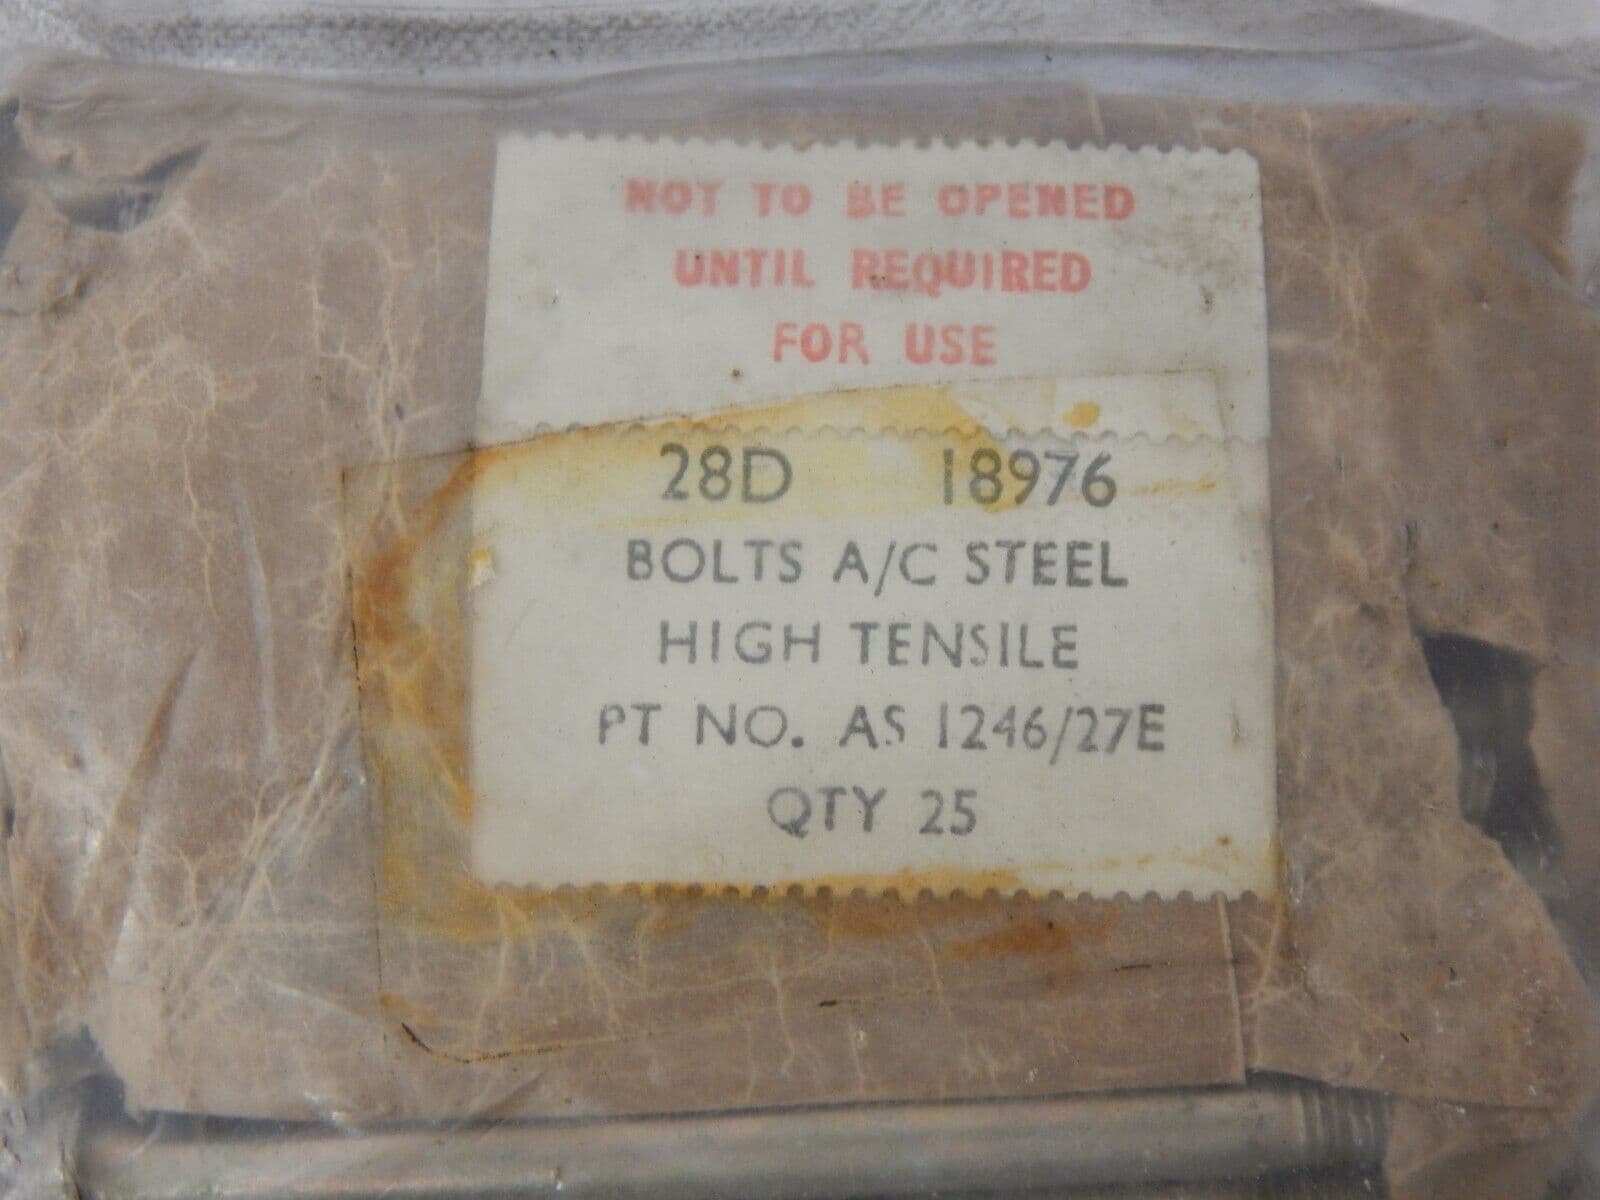 NOT TO BE OPENED
UNTIL REQUIRED
FOR USE
28D 18976
BOLTS A/C STEEL
HIGH TENSILE
PT NO. AS 1246/27E
QTY 25